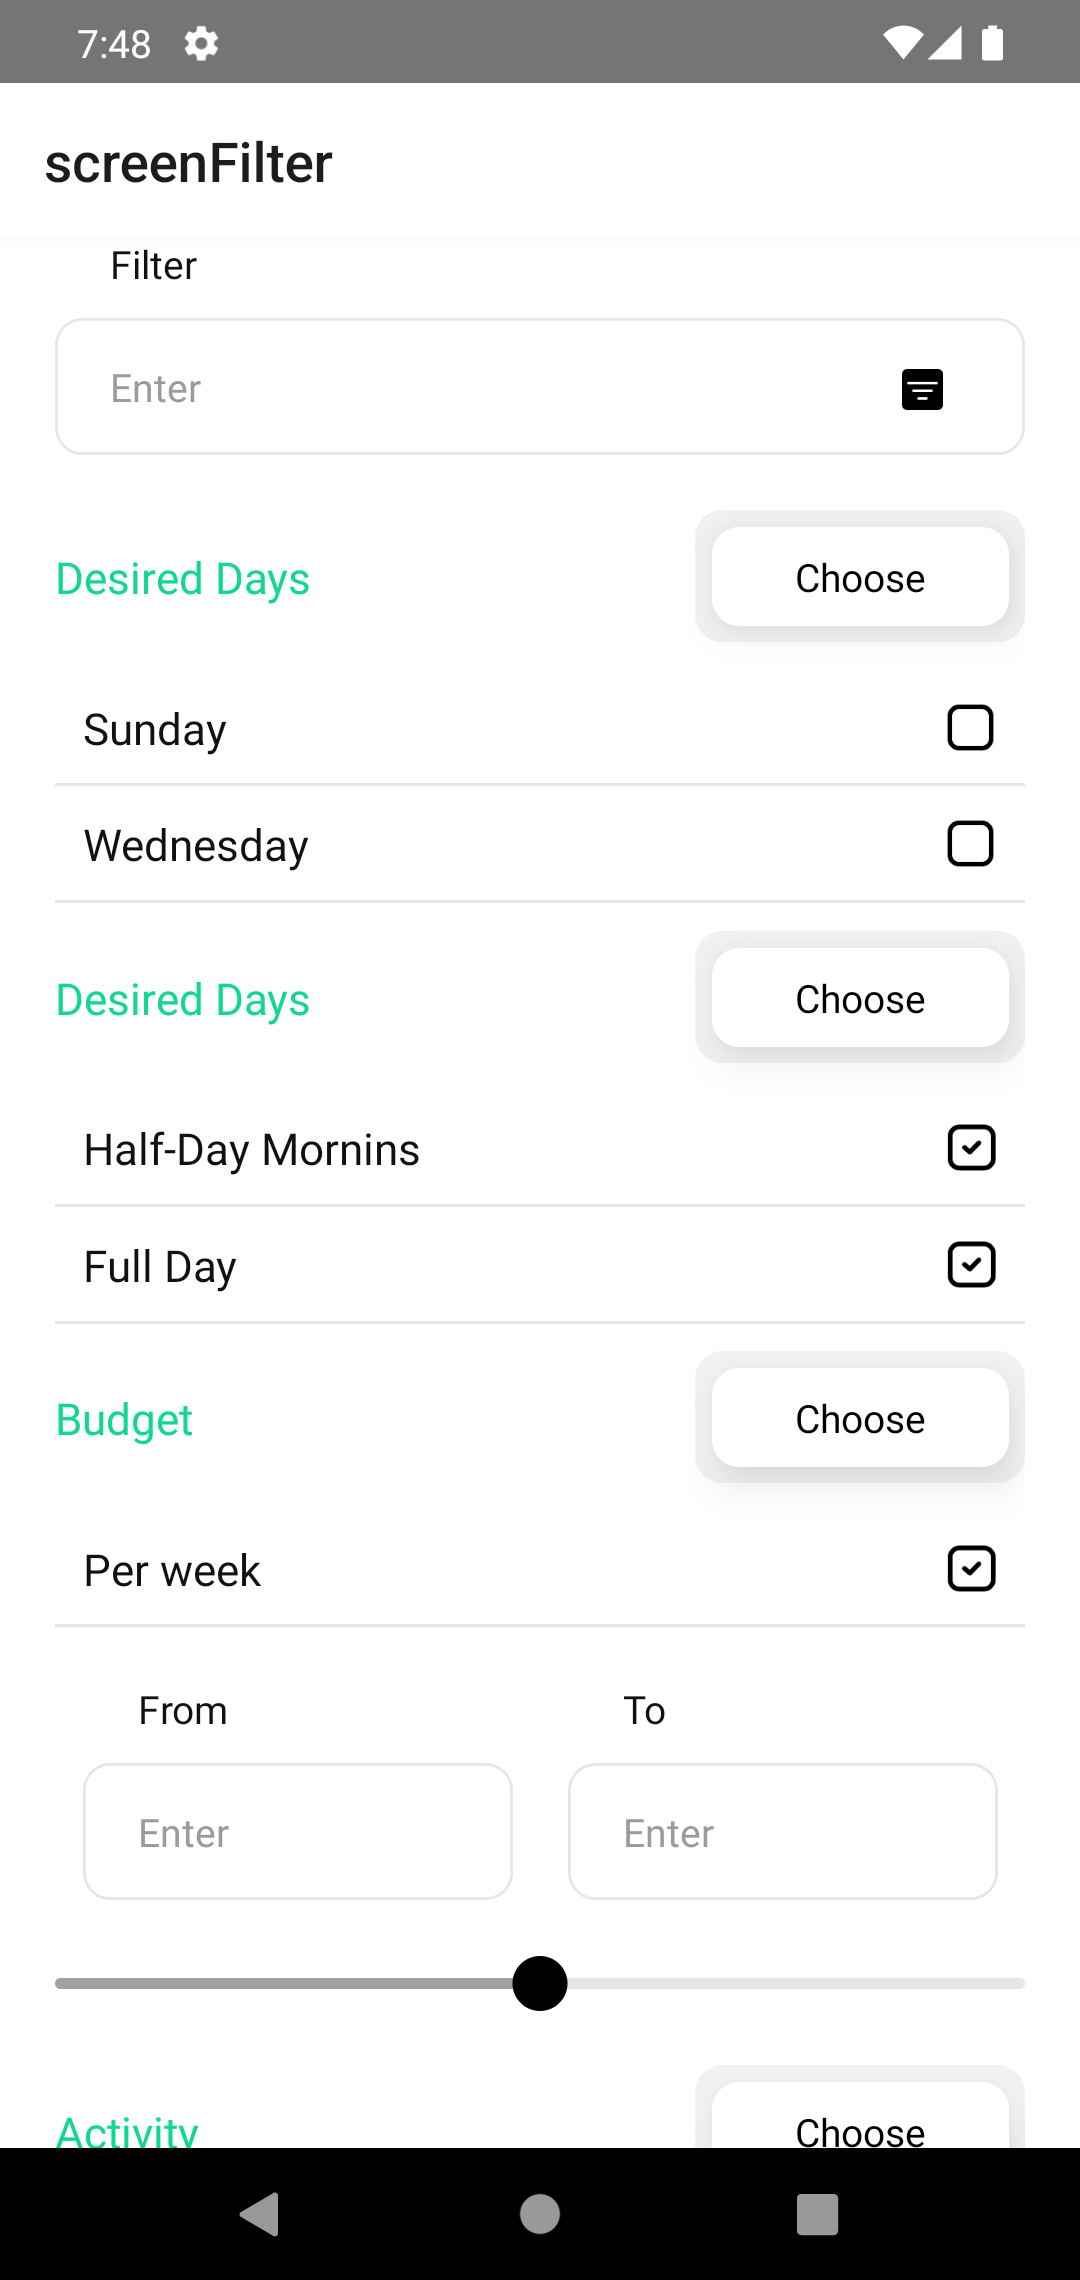 7:48
screenFilter
Filter
Enter
Desired Days
Choose
Sunday
Wednesday
Desired Days
Choose
Half-Day Mornins
Full Day
Budget
Choose
Per week
From
To
Enter
Enter
Activity
Choose